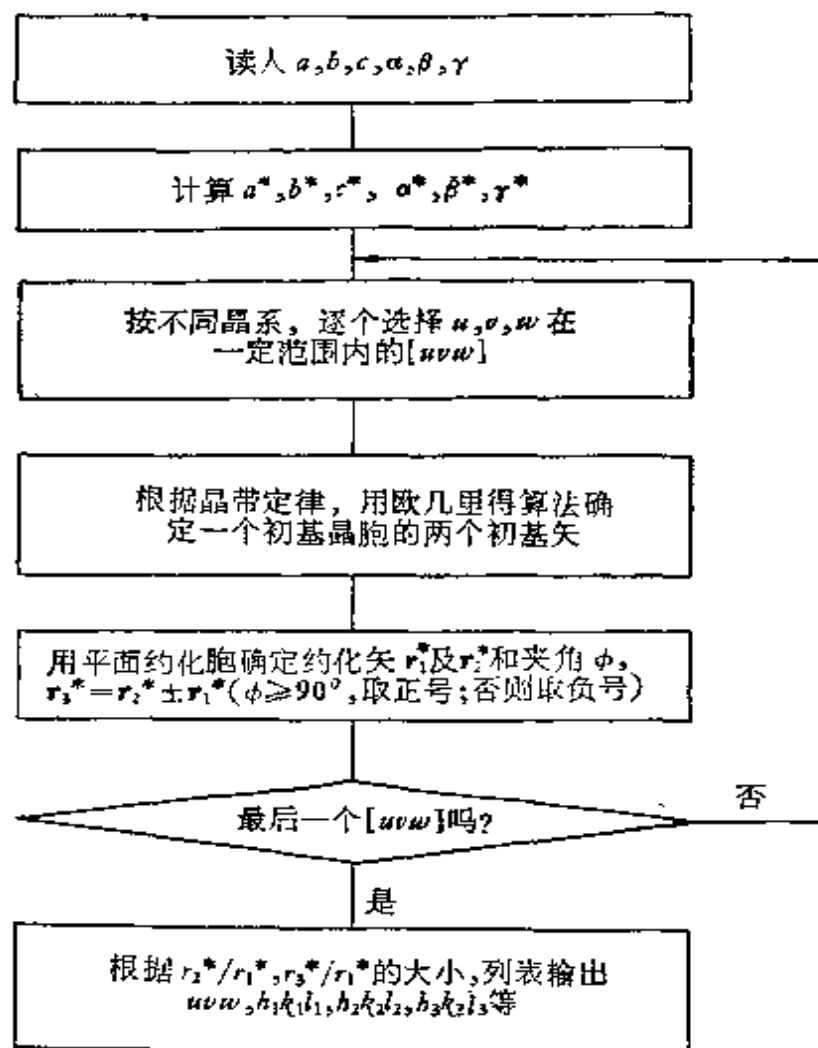 读人 a,b,c,α,β,γ
计算 a*,b*,c*, α*,β*,γ*
按不同晶系，逐个选择 u,v,w 在
一定范围内的[uvw]
根据晶带定律，用欧几里得算法确
定一个初基晶胞的两个初基矢
用平面约化胞确定约化矢 r₁*及r₂*和夹角 φ,
r₃*=r₂*±r₁*(φ⩾90°,取正号;否则取负号)
最后一个[uvw]吗?
否
是
根据 r₂*/r₁*,r₃*/r₁*的大小,列表输出
uvw,h₁k₁l₁,h₂k₂l₂,h₃k₃l₃等